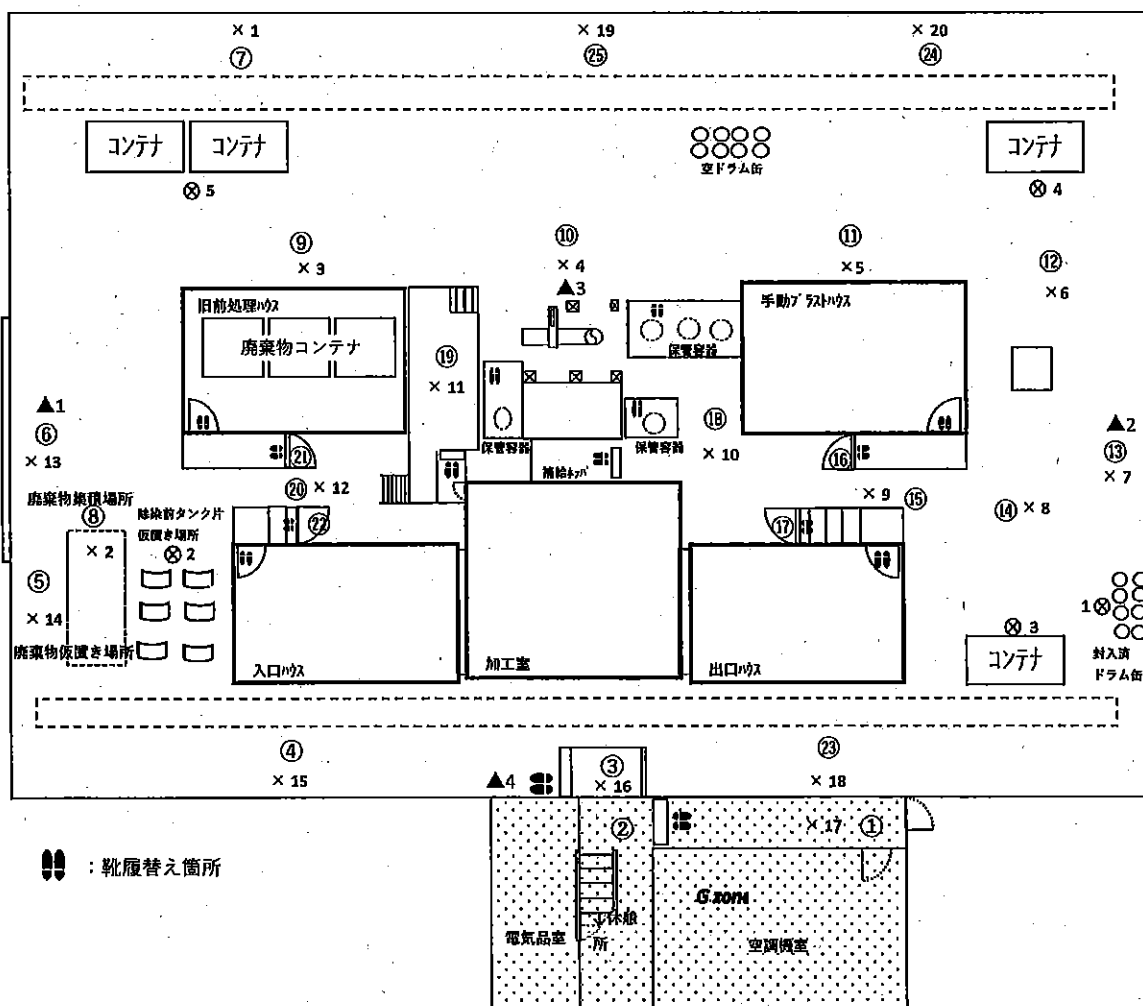 × 1
× 19
× 20
⑦
㉕
㉔
コンテナ
コンテナ
コンテナ
空ドラム缶
⊗ 5
⊗ 4
⑨
⑩
⑪
⑫
× 3
× 4
× 5
× 6
▲3
旧前処理ハウス
手動ブラストハウス
廃棄物コンテナ
保管容器
⑲
× 11
▲1
▲2
⑥
⑱
⑬
× 13
保管容器
保管容器
× 10
× 7
㉑
⑯
補給ホッパ
⑳ × 12
× 9
⑮
廃棄物集積場所
⑧
除染前タンク片
仮置き場所
㉒
⑰
⑭ × 8
× 2
⊗ 2
⑤
× 14
1⊗
⊗ 3
廃棄物仮置き場所
入口ハウス
加工室
出口ハウス
コンテナ
封入済
ドラム缶
④
③
㉓
× 15
▲4
× 16
× 18
②
× 17
①
:靴履替え箇所
G zone
休憩
所
電気品室
空調機室